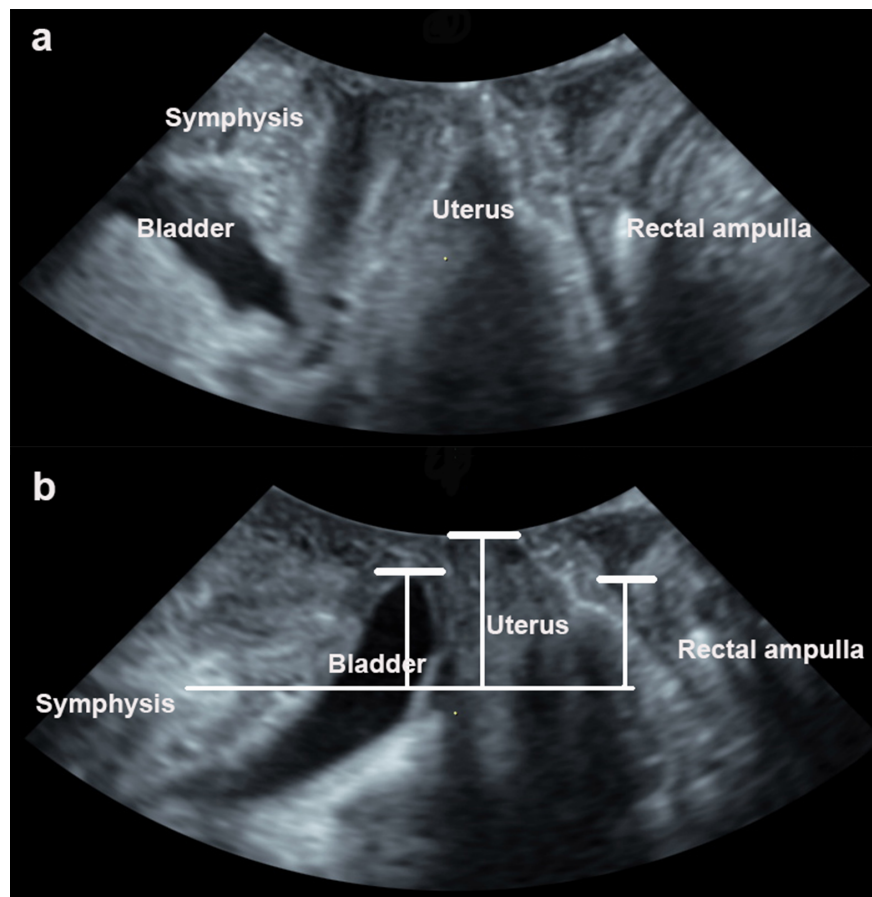 a
Symphysis
Uterus
Bladder
Rectal ampulla
b
Uterus
Bladder
Rectal ampulla
Symphysis